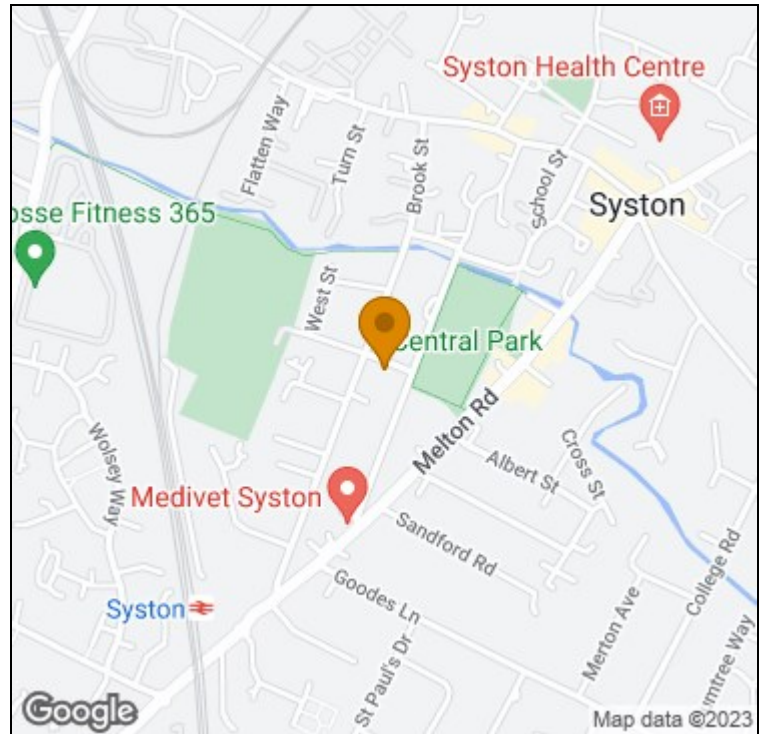 Syston Health Centre
Flatten Way
Turn St
Brook St
School St
Syston
osse Fitness 365
West St
Central Park
Melton Rd
Wolsey Way
Albert St
Cross St
Medivet Syston
Sandford Rd
College Rd
Syston
Goodes Ln
Merton Ave
St Paul's Dr
umtree Way
Google
Map data ©2023